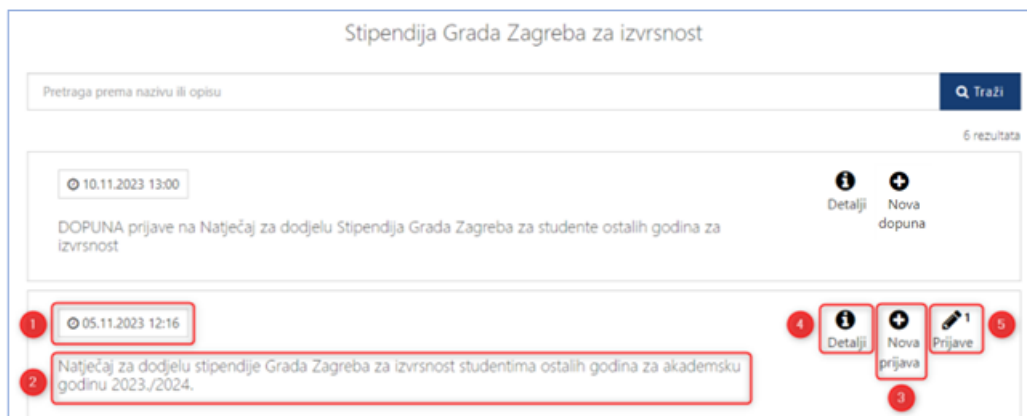 Stipendija Grada Zagreba za izvrsnost
Pretraga prema nazivu ili opisu
Traži
6 rezultata
10.11.2023 13:00
Detalji
Nova
dopuna
DOPUNA prijave na Natječaj za dodjelu Stipendija Grada Zagreba za studente ostalih godina za
izvrsnost
1
05.11.2023 12:16
4
Detalji
Nova
prijava
1
Prijave
5
2
Natječaj za dodjelu stipendije Grada Zagreba za izvrsnost studentima ostalih godina za akademsku
godinu 2023./2024.
3